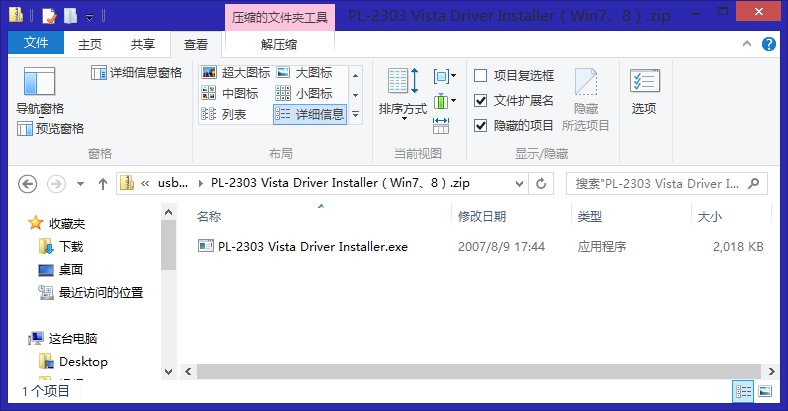 压缩的文件夹工具
PL-2303 Vista Driver Installer（Win7、8）.zip
文件 主页 共享 查看 解压缩
导航窗格
预览窗格
详细信息窗格
窗格
超大图标 大图标
中图标 小图标
列表 详细信息
布局
排序方式
当前视图
项目复选框
文件扩展名
隐藏的项目
隐藏
所选项目
显示/隐藏
选项
usb... PL-2303 Vista Driver Installer（Win7、8）.zip
搜索"PL-2303 Vista Driver I...
收藏夹
下载
桌面
最近访问的位置
这台电脑
Desktop
名称 修改日期 类型 大小
PL-2303 Vista Driver Installer.exe 2007/8/9 17:44 应用程序 2,018 KB
1 个项目